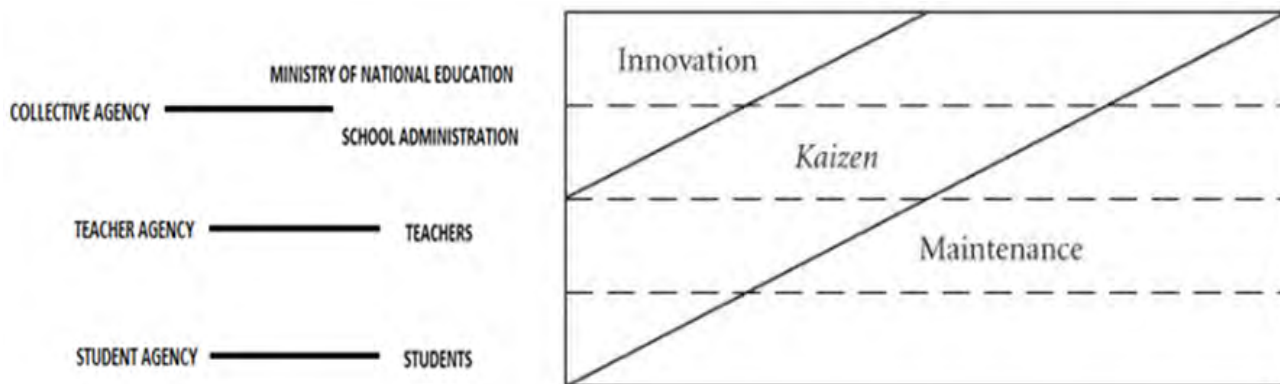 Innovation
MINISTRY OF NATIONAL EDUCATION
COLLECTIVE AGENCY
SCHOOL ADMINISTRATION
Kaizen
TEACHER AGENCY
TEACHERS
Maintenance
STUDENT AGENCY
STUDENTS